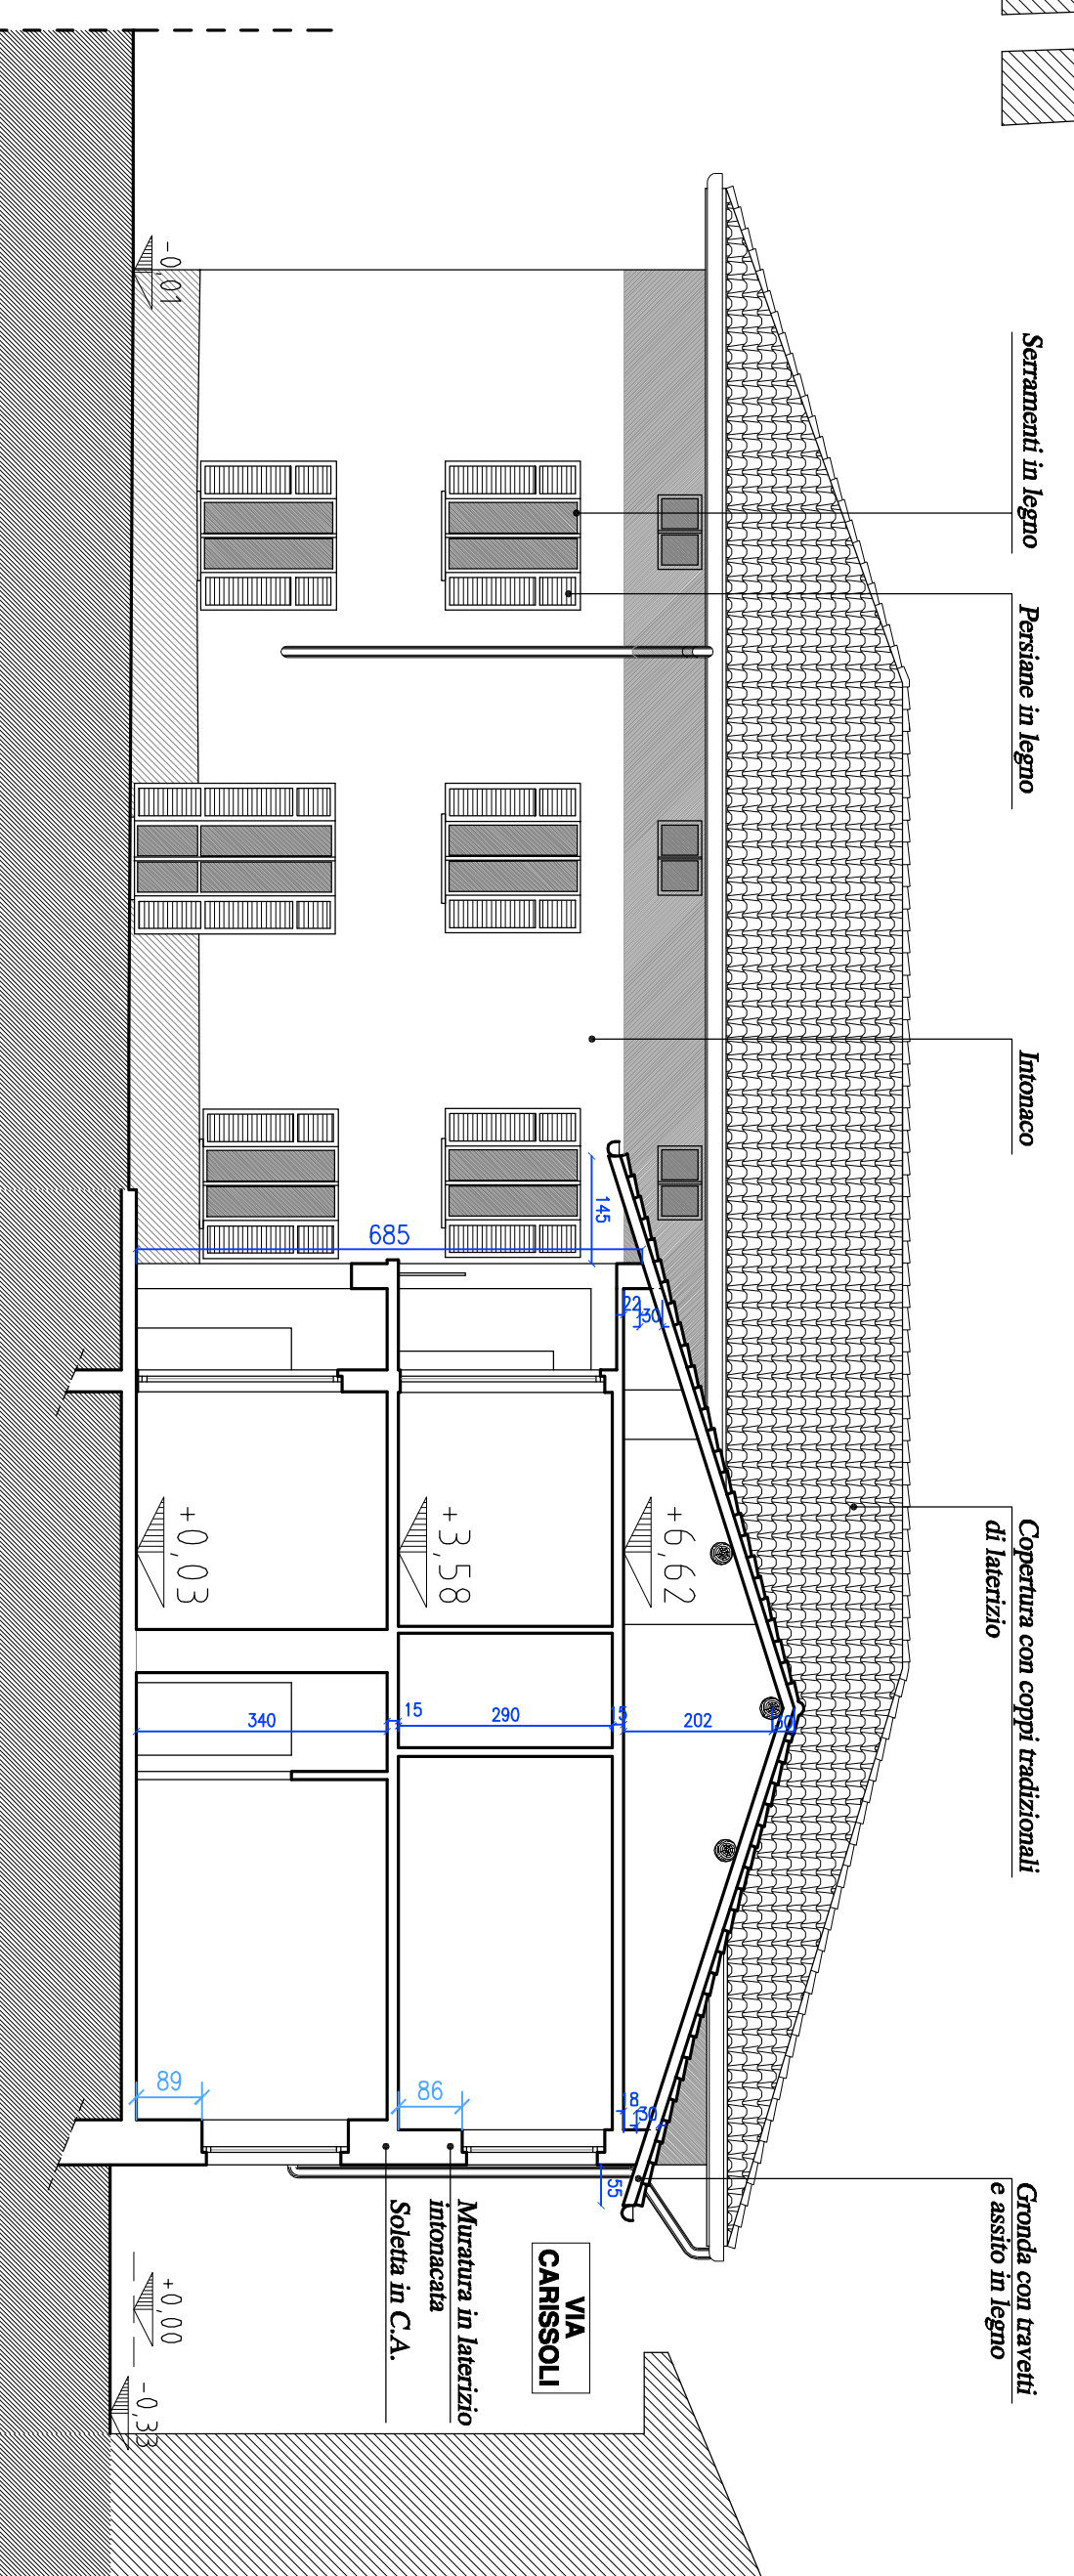 Serramenti in legno
Persiane in legno
Intonaco
Copertura con coppi tradizionali
di laterizio
Gronda con travetti
e assito in legno
-0,01
145
685
22
30
+6,62
+3,58
+0,03
340
15
290
15
202
30
89
86
18
30
55
VIA
CARISSOLI
Muratura in laterizio
intonacata
Soletta in C.A.
+0,00
-0,33